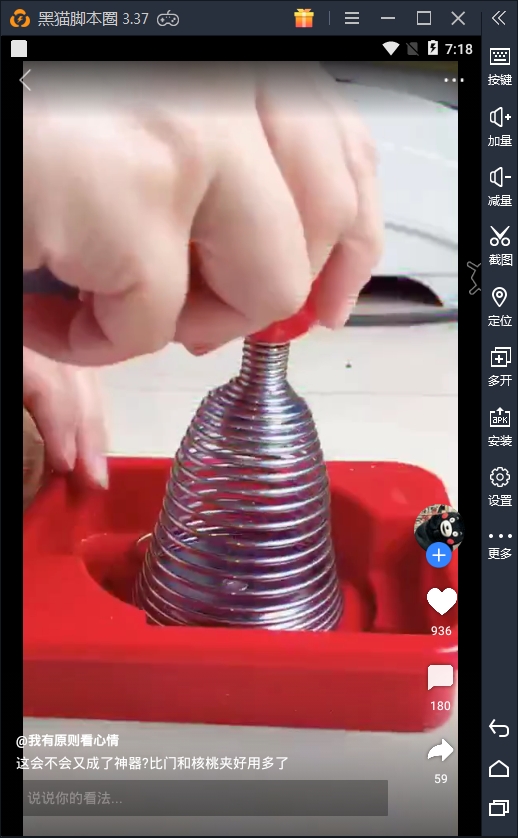 黑猫脚本圈 3.37
7:18
按键
加量
减量
截图
定位
多开
APK
安装
设置
更多
936
180
59
@我有原则看心情
这会不会又成了神器?比门和核桃夹好用多了
说说你的看法...